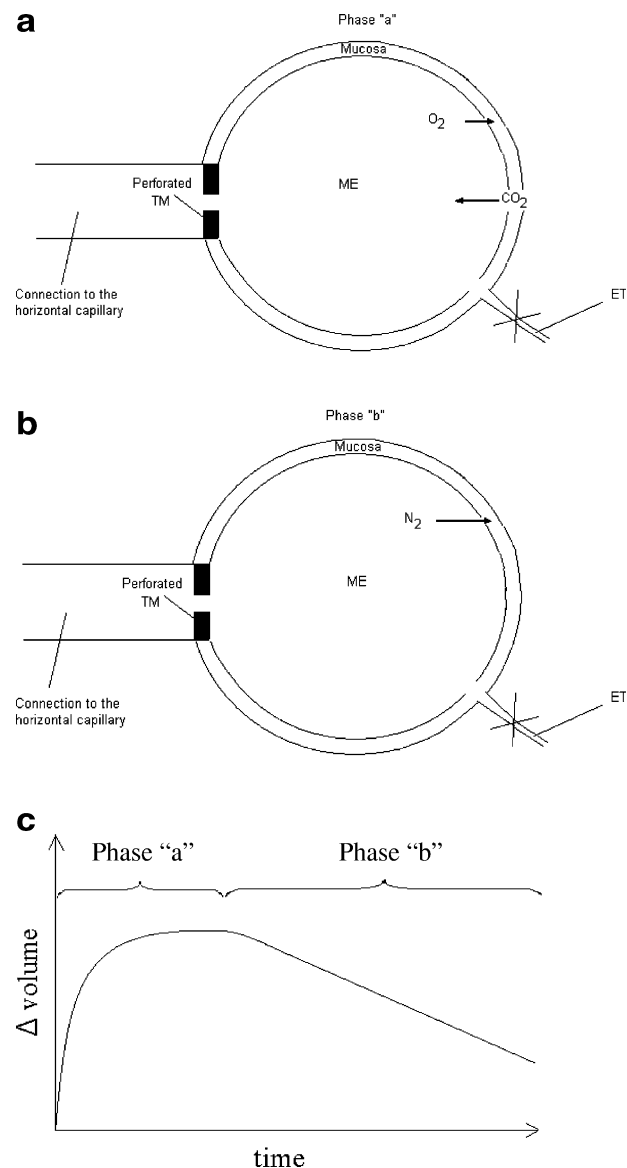 a
Phase "a"
Mucosa
O2
ME
Perforated
TM
CO2
Connection to the
horizontal capillary
ET
b
Phase "b"
Mucosa
N2
ME
Perforated
TM
Connection to the
horizontal capillary
ET
c
Phase “a”
Phase “b”
Δ volume
time